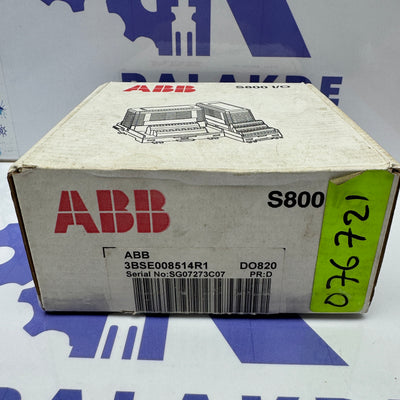 ABB
S800 I/O
ABB
S800
ABB
3BSE008514R1 DO820
Serial No:SG07273C07 PR:D
076721